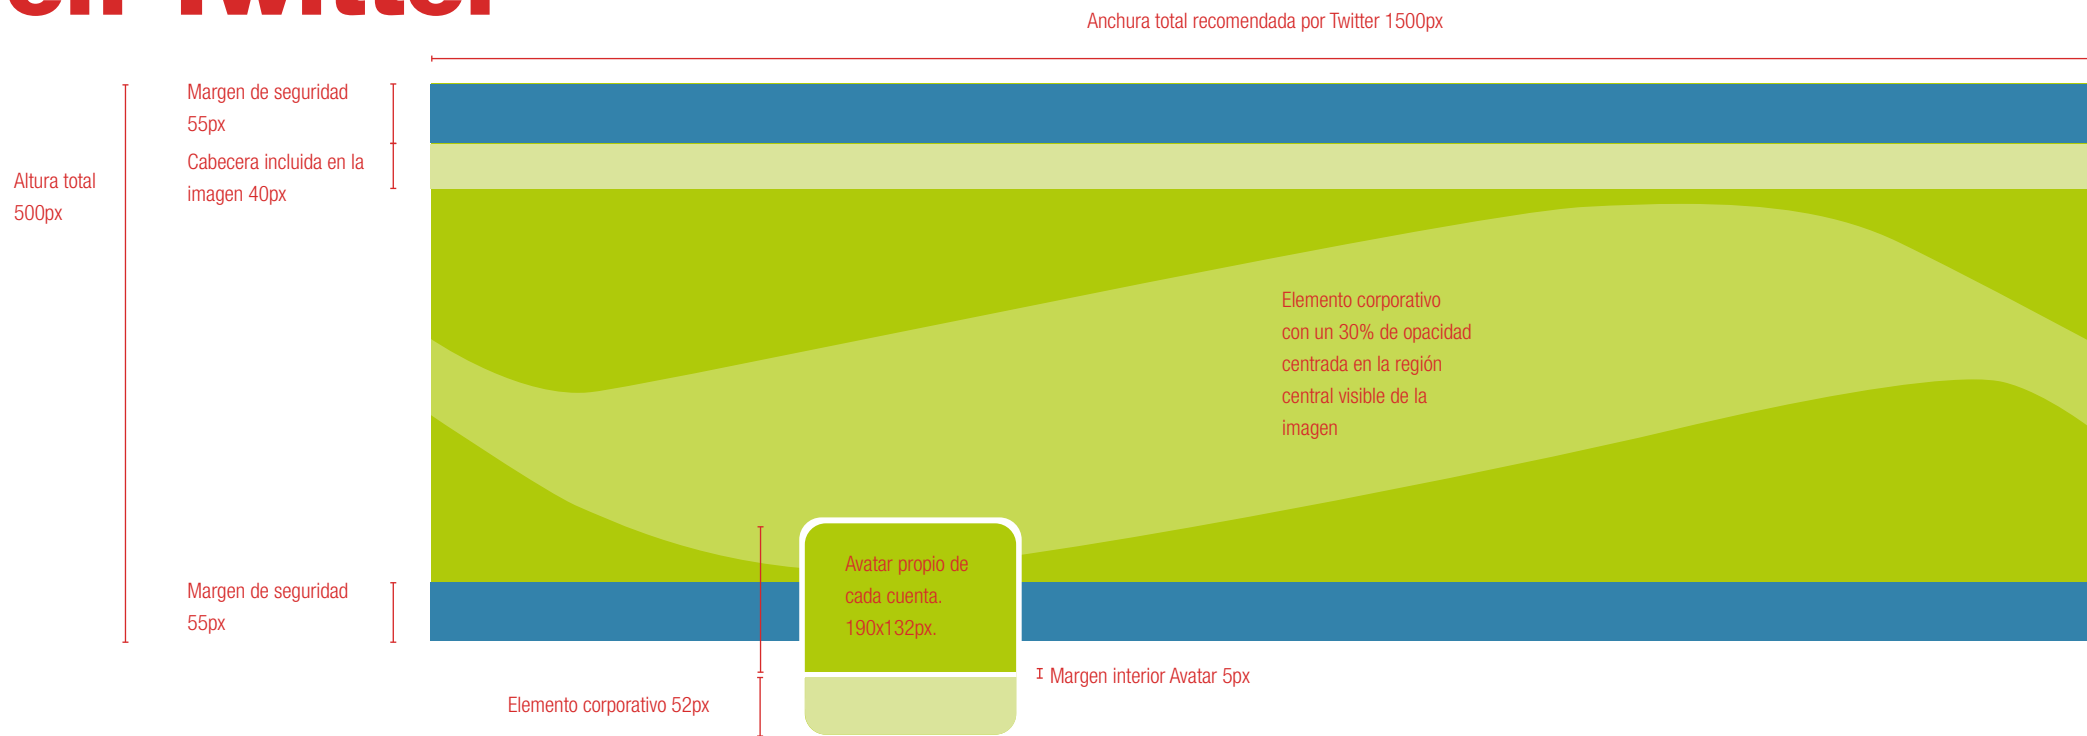 en Twitter
Anchura total recomendada por Twitter 1500px
Margen de seguridad
55px
Cabecera incluida en la
imagen 40px
Altura total
500px
Elemento corporativo
con un 30% de opacidad
centrada en la región
central visible de la
imagen
Avatar propio de
cada cuenta.
190x132px.
Margen de seguridad
55px
Margen interior Avatar 5px
Elemento corporativo 52px